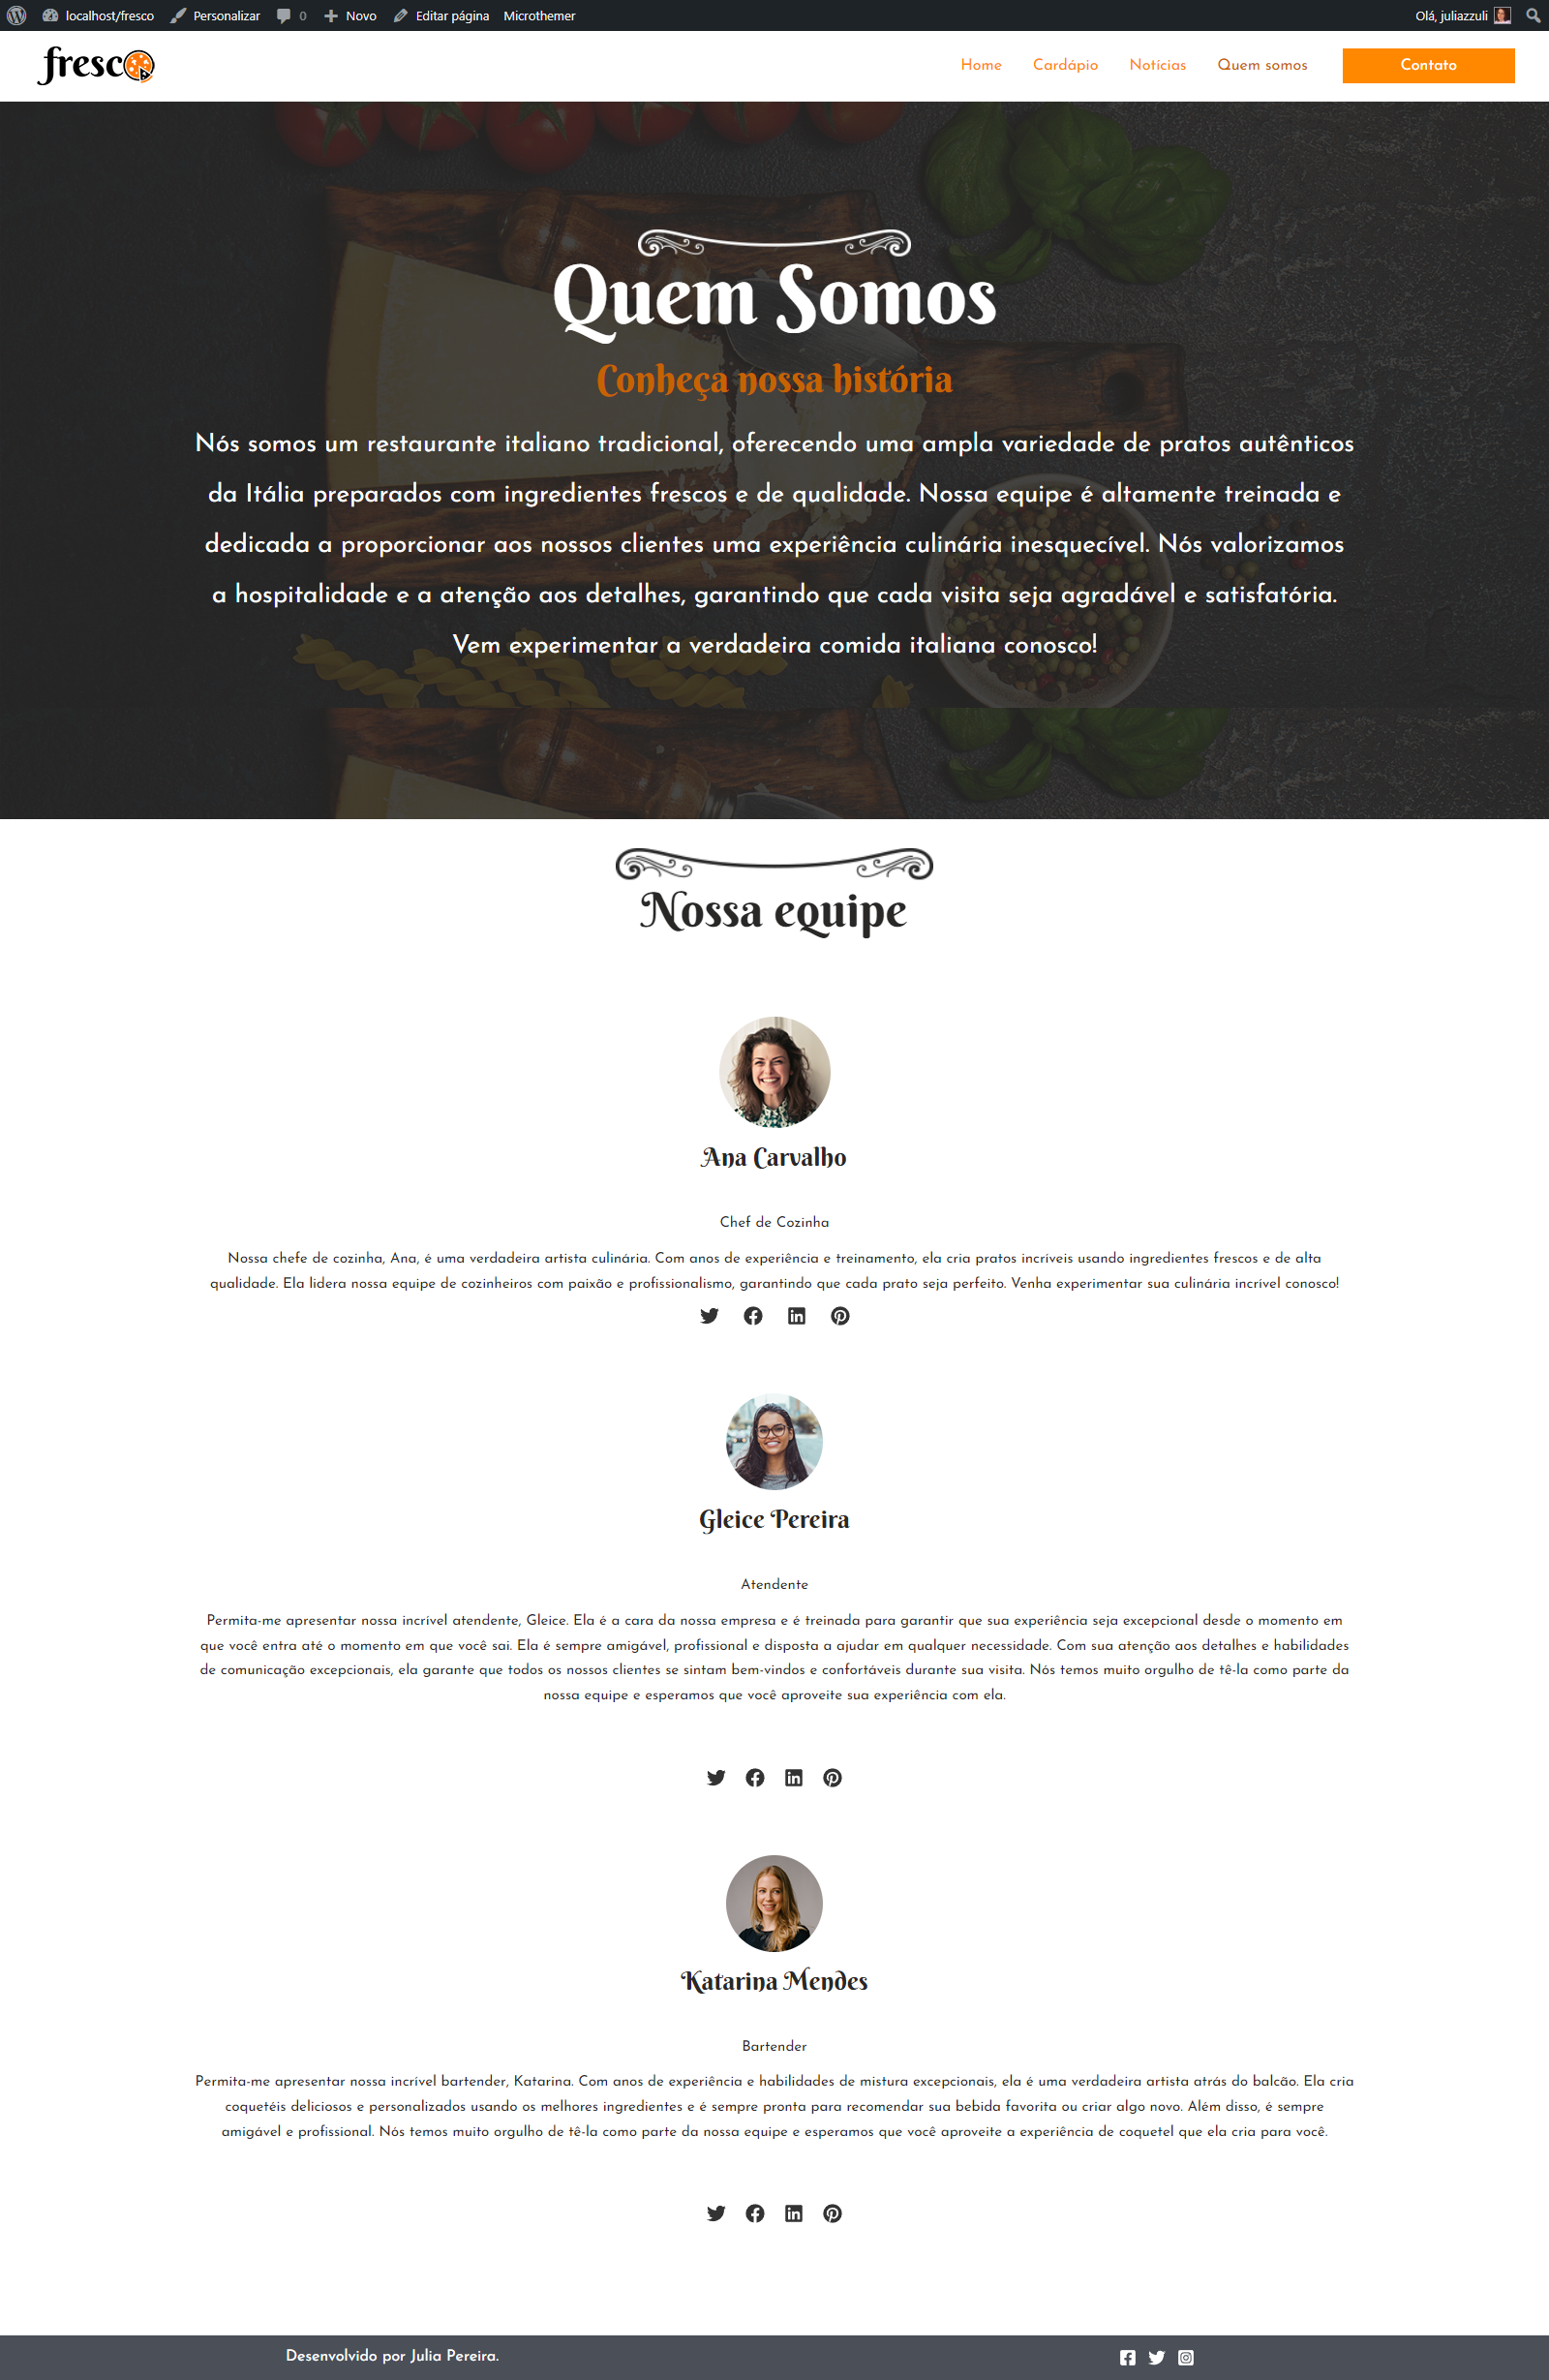 localhost/fresco Personalizar 0 Novo Editar página Microthemer Olá, juliazzuli
fresco Home Cardápio Notícias Quem somos Contato
Quem Somos
Conheça nossa história
Nós somos um restaurante italiano tradicional, oferecendo uma ampla variedade de pratos autênticos
da Itália preparados com ingredientes frescos e de qualidade. Nossa equipe é altamente treinada e
dedicada a proporcionar aos nossos clientes uma experiência culinária inesquecível. Nós valorizamos
a hospitalidade e a atenção aos detalhes, garantindo que cada visita seja agradável e satisfatória.
Vem experimentar a verdadeira comida italiana conosco!
Nossa equipe
Ana Carvalho
Chef de Cozinha
Nossa chefe de cozinha, Ana, é uma verdadeira artista culinária. Com anos de experiência e treinamento, ela cria pratos incríveis usando ingredientes frescos e de alta
qualidade. Ela lidera nossa equipe de cozinheiros com paixão e profissionalismo, garantindo que cada prato seja perfeito. Venha experimentar sua culinária incrível conosco!
Gleice Pereira
Atendente
Permita-me apresentar nossa incrível atendente, Gleice. Ela é a cara da nossa empresa e é treinada para garantir que sua experiência seja excepcional desde o momento em
que você entra até o momento em que você sai. Ela é sempre amigável, profissional e disposta a ajudar em qualquer necessidade. Com sua atenção aos detalhes e habilidades
de comunicação excepcionais, ela garante que todos os nossos clientes se sintam bem-vindos e confortáveis durante sua visita. Nós temos muito orgulho de tê-la como parte da
nossa equipe e esperamos que você aproveite sua experiência com ela.
Katarina Mendes
Bartender
Permita-me apresentar nossa incrível bartender, Katarina. Com anos de experiência e habilidades de mistura excepcionais, ela é uma verdadeira artista atrás do balcão. Ela cria
coquetéis deliciosos e personalizados usando os melhores ingredientes e é sempre pronta para recomendar sua bebida favorita ou criar algo novo. Além disso, é sempre
amigável e profissional. Nós temos muito orgulho de tê-la como parte da nossa equipe e esperamos que você aproveite a experiência de coquetel que ela cria para você.
Desenvolvido por Julia Pereira.